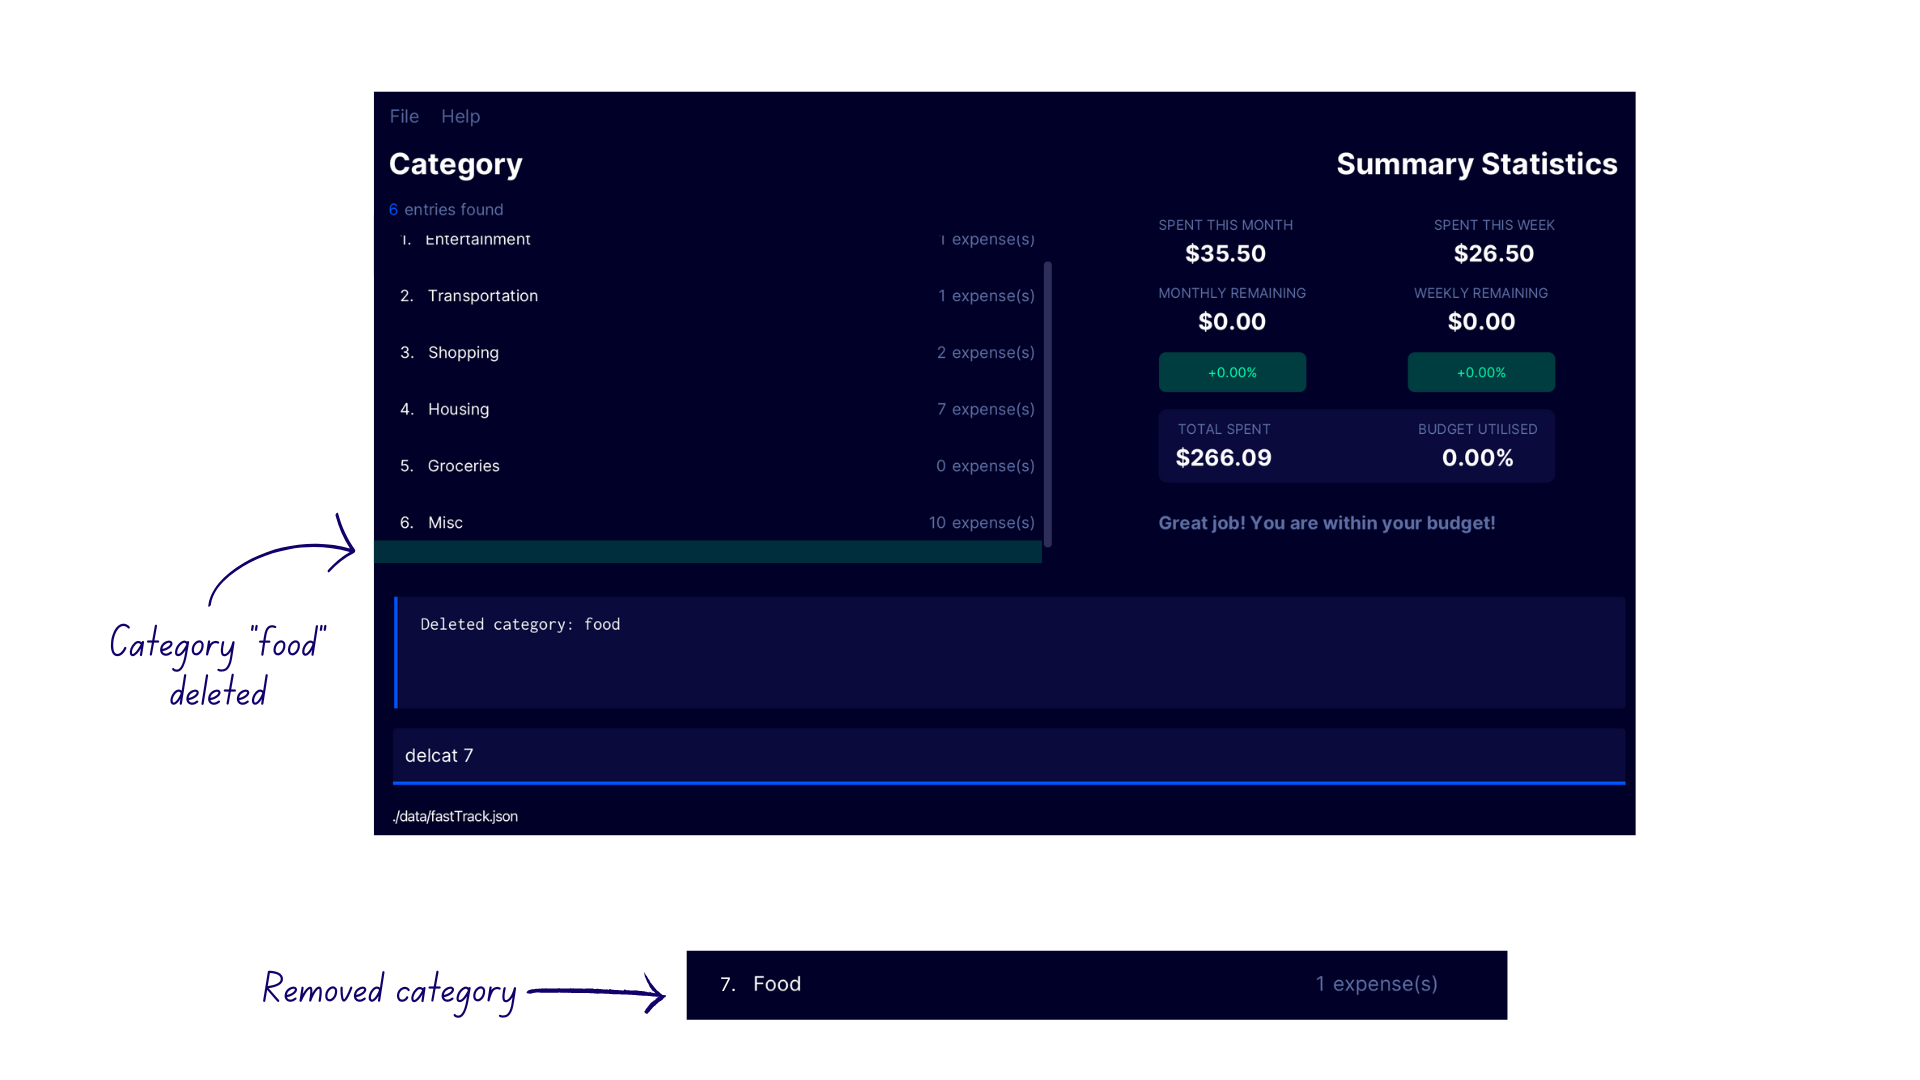 File Help
Category
Summary Statistics
6 entries found
1. Entertainment 1 expense(s)
2. Transportation 1 expense(s)
3. Shopping 2 expense(s)
4. Housing 7 expense(s)
5. Groceries 0 expense(s)
6. Misc 10 expense(s)
SPENT THIS MONTH SPENT THIS WEEK
$35.50 $26.50
MONTHLY REMAINING WEEKLY REMAINING
$0.00 $0.00
+0.00% +0.00%
TOTAL SPENT BUDGET UTILISED
$266.09 0.00%
Great job! You are within your budget!
Category "food"
deleted
Deleted category: food
delcat 7
./data/fastTrack.json
Removed category
7. Food 1 expense(s)